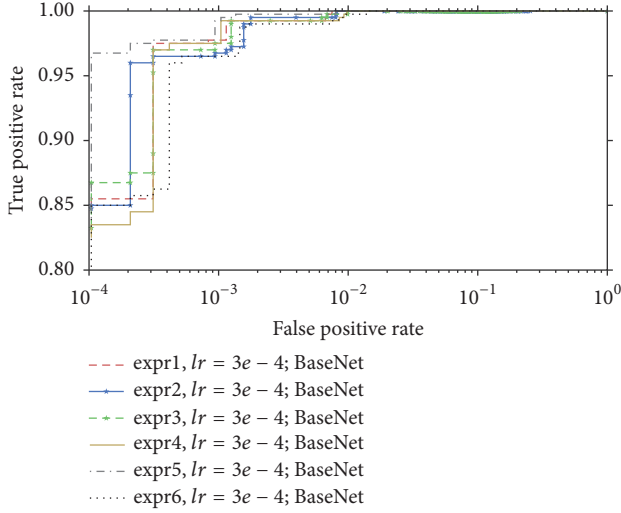 1.00
0.95
0.90
0.85
0.80
True positive rate
10⁻⁴ 10⁻³ 10⁻² 10⁻¹ 10⁰
False positive rate
expr1, lr = 3e − 4; BaseNet
expr2, lr = 3e − 4; BaseNet
expr3, lr = 3e − 4; BaseNet
expr4, lr = 3e − 4; BaseNet
expr5, lr = 3e − 4; BaseNet
expr6, lr = 3e − 4; BaseNet